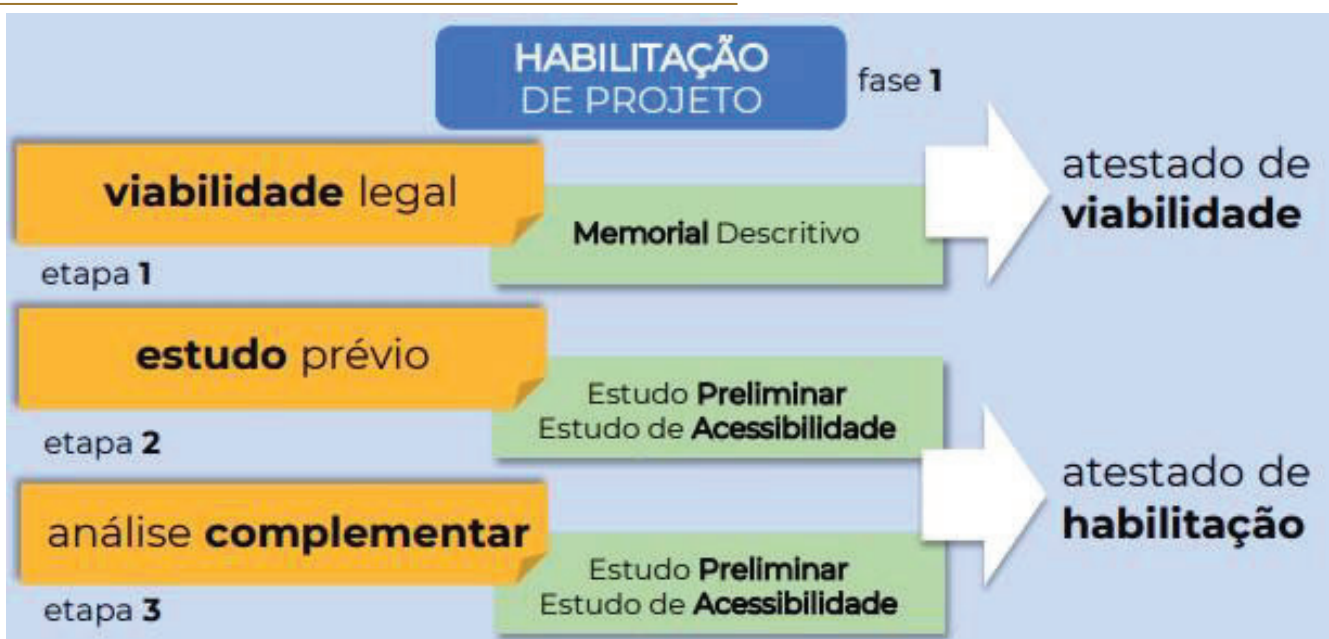 HABILITAÇÃO
DE PROJETO
fase 1
viabilidade legal
etapa 1
Memorial Descritivo
atestado de
viabilidade
estudo prévio
etapa 2
Estudo Preliminar
Estudo de Acessibilidade
análise complementar
etapa 3
Estudo Preliminar
Estudo de Acessibilidade
atestado de
habilitação